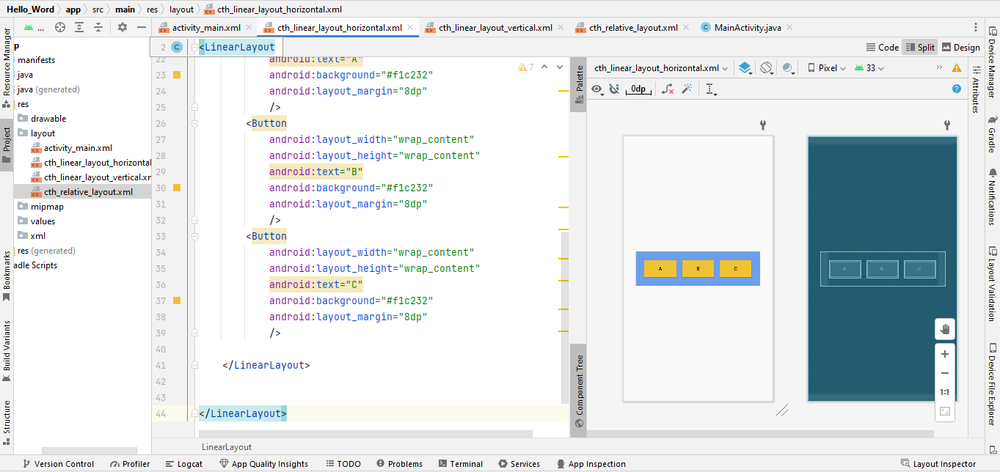 Hello_Word app src main res layout cth_linear_layout_horizontal.xml
...
activity_main.xml cth_linear_layout_horizontal.xml cth_linear_layout_vertical.xml cth_relative_layout.xml MainActivity.java
Resource Manager
Project
Bookmarks
Build Variants
Structure
p
manifests
java
java (generated)
res
drawable
layout
activity_main.xml
cth_linear_layout_horizontal
cth_linear_layout_vertical.xn
cth_relative_layout.xml
mipmap
values
xml
res (generated)
adle Scripts
2 C <LinearLayout
Code Split Design
7
22 android:text="A"
23 android:background="#f1c232"
24 android:layout_margin="8dp"
25 />
26 <Button
27 android:layout_width="wrap_content"
28 android:layout_height="wrap_content"
29 android:text="B"
30 android:background="#f1c232"
31 android:layout_margin="8dp"
32 />
33 <Button
34 android:layout_width="wrap_content"
35 android:layout_height="wrap_content"
36 android:text="C"
37 android:background="#f1c232"
38 android:layout_margin="8dp"
39 />
40
41 </LinearLayout>
42
43
44 </LinearLayout>
LinearLayout
Palette
Component Tree
cth_linear_layout_horizontal.xml Pixel 33 »
0dp
A B C
A B C
1:1
Attributes
Device Manager
Gradle
Notifications
Layout Validation
Device File Explorer
Version Control Profiler Logcat App Quality Insights TODO Problems Terminal Services App Inspection Layout Inspector